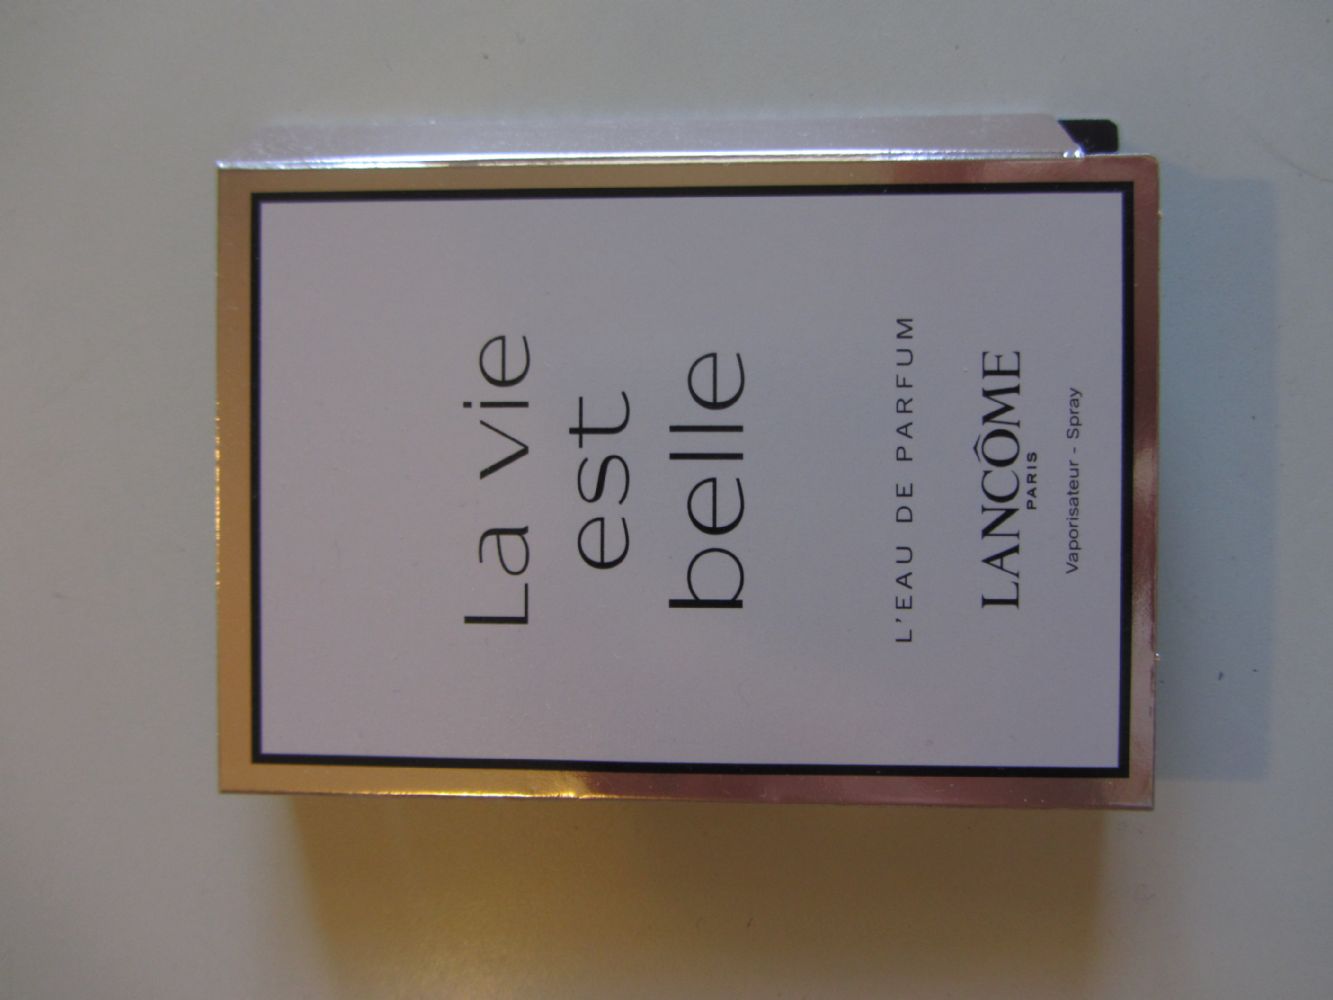 La vie
est
belle
L'EAU DE PARFUM
LANCÔME
PARIS
Vaporisateur - Spray